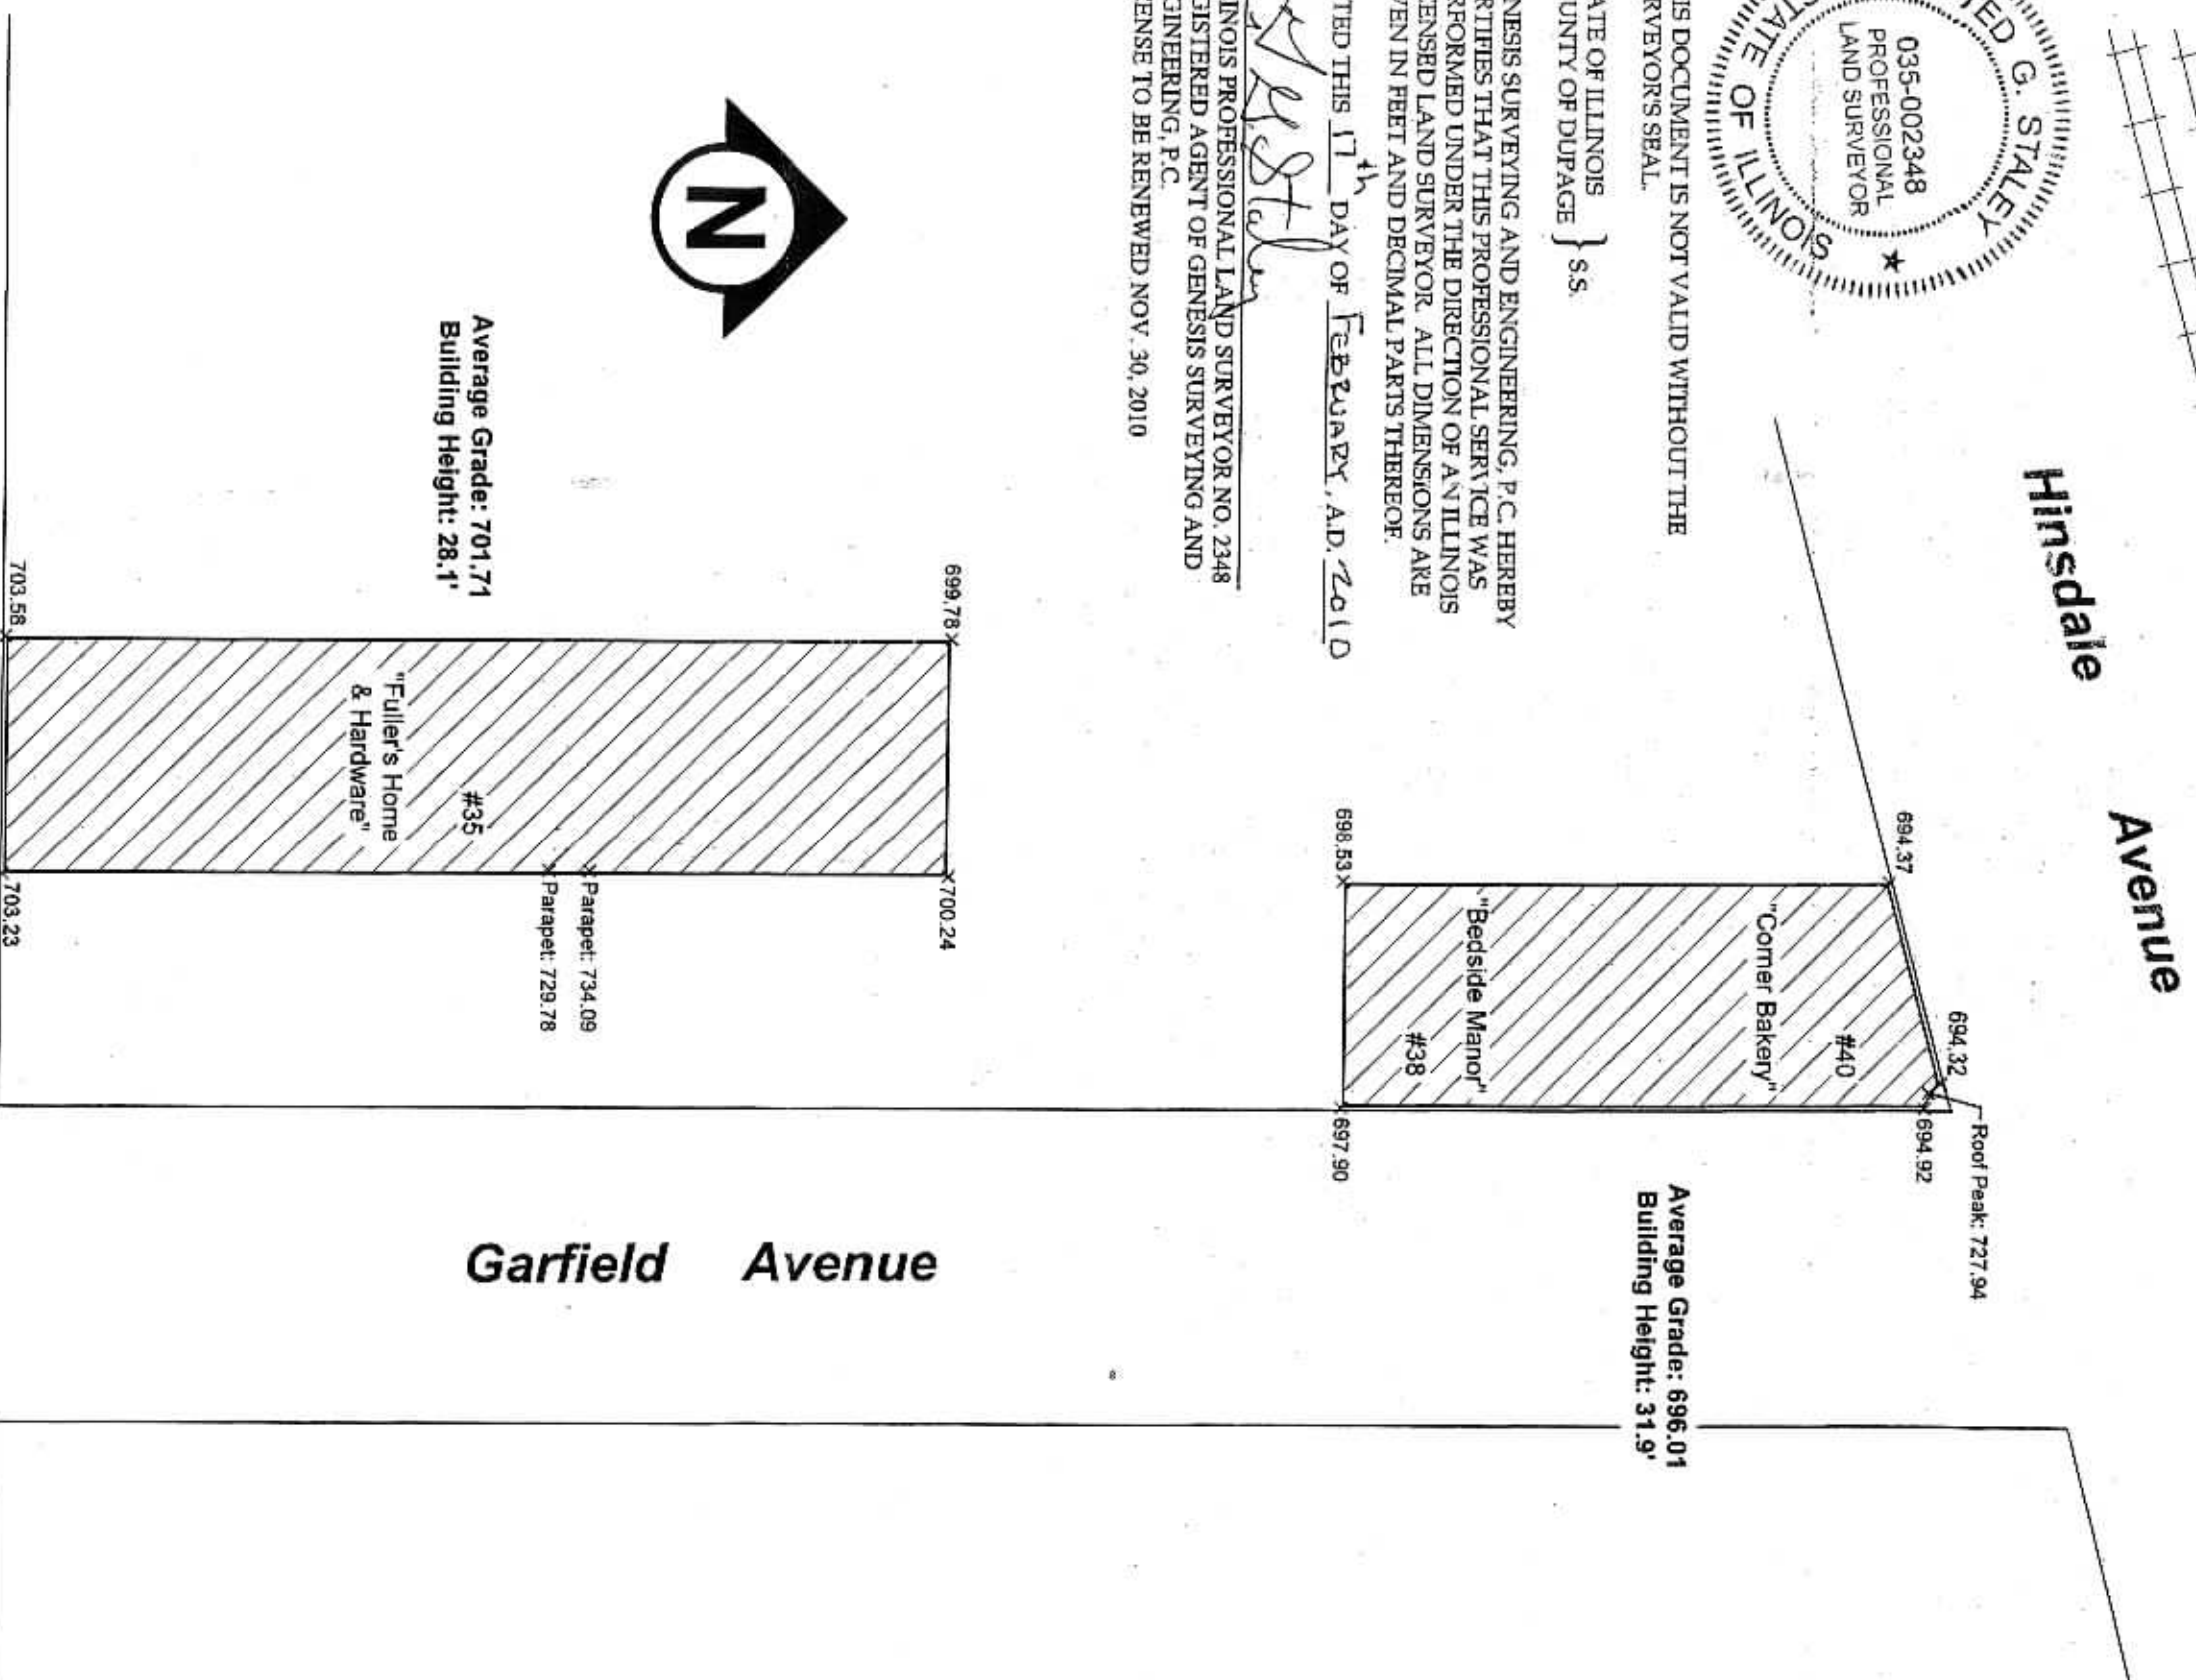 Hinsdale Avenue
TED G. STALEY
035-002348
PROFESSIONAL
LAND SURVEYOR
STATE OF ILLINOIS
IS DOCUMENT IS NOT VALID WITHOUT THE
RVEYOR'S SEAL.
ATE OF ILLINOIS
UNTY OF DUPAGE } S.S.
NESIS SURVEYING AND ENGINEERING, P.C. HEREBY
RTIFIES THAT THIS PROFESSIONAL SERVICE WAS
RFORMED UNDER THE DIRECTION OF AN ILLINOIS
ENSED LAND SURVEYOR. ALL DIMENSIONS ARE
VEN IN FEET AND DECIMAL PARTS THEREOF.
TED THIS 17th DAY OF FEBRUARY, A.D. 2010
INOIS PROFESSIONAL LAND SURVEYOR NO. 2348
GISTERED AGENT OF GENESIS SURVEYING AND
GINEERING, P.C.
ENSE TO BE RENEWED NOV. 30, 2010
N
694.37
694.32
Roof Peak: 727.94
694.92
#40
"Corner Bakery"
"Bedside Manor"
#38
698.53
697.90
Average Grade: 696.01
Building Height: 31.9'
699.78
700.24
Parapet: 734.09
Parapet: 729.78
#35
"Fuller's Home
& Hardware"
Average Grade: 701.71
Building Height: 28.1'
703.58
703.23
Garfield Avenue